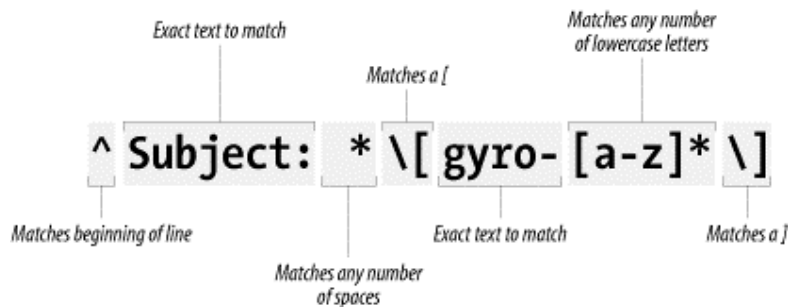 Exact text to match
Matches any number
of lowercase letters
Matches a [
^Subject: *\[gyro-[a-z]*\]
Matches beginning of line
Matches any number
of spaces
Exact text to match
Matches a ]